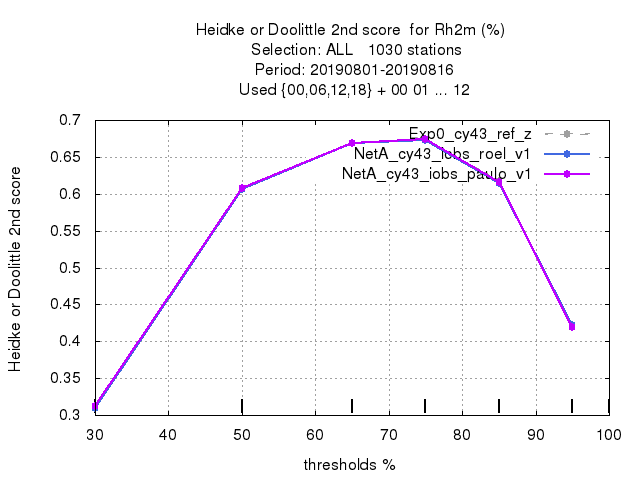 Heidke or Doolittle 2nd score  for Rh2m (%)
Selection: ALL   1030 stations
Period: 20190801-20190816
Used {00,06,12,18} + 00 01 ... 12
Exp0_cy43_ref_z
NetA_cy43_iobs_roel_v1
NetA_cy43_iobs_paulo_v1
Heidke or Doolittle 2nd score
0.7
0.65
0.6
0.55
0.5
0.45
0.4
0.35
0.3
30 40 50 60 70 80 90 100
thresholds %